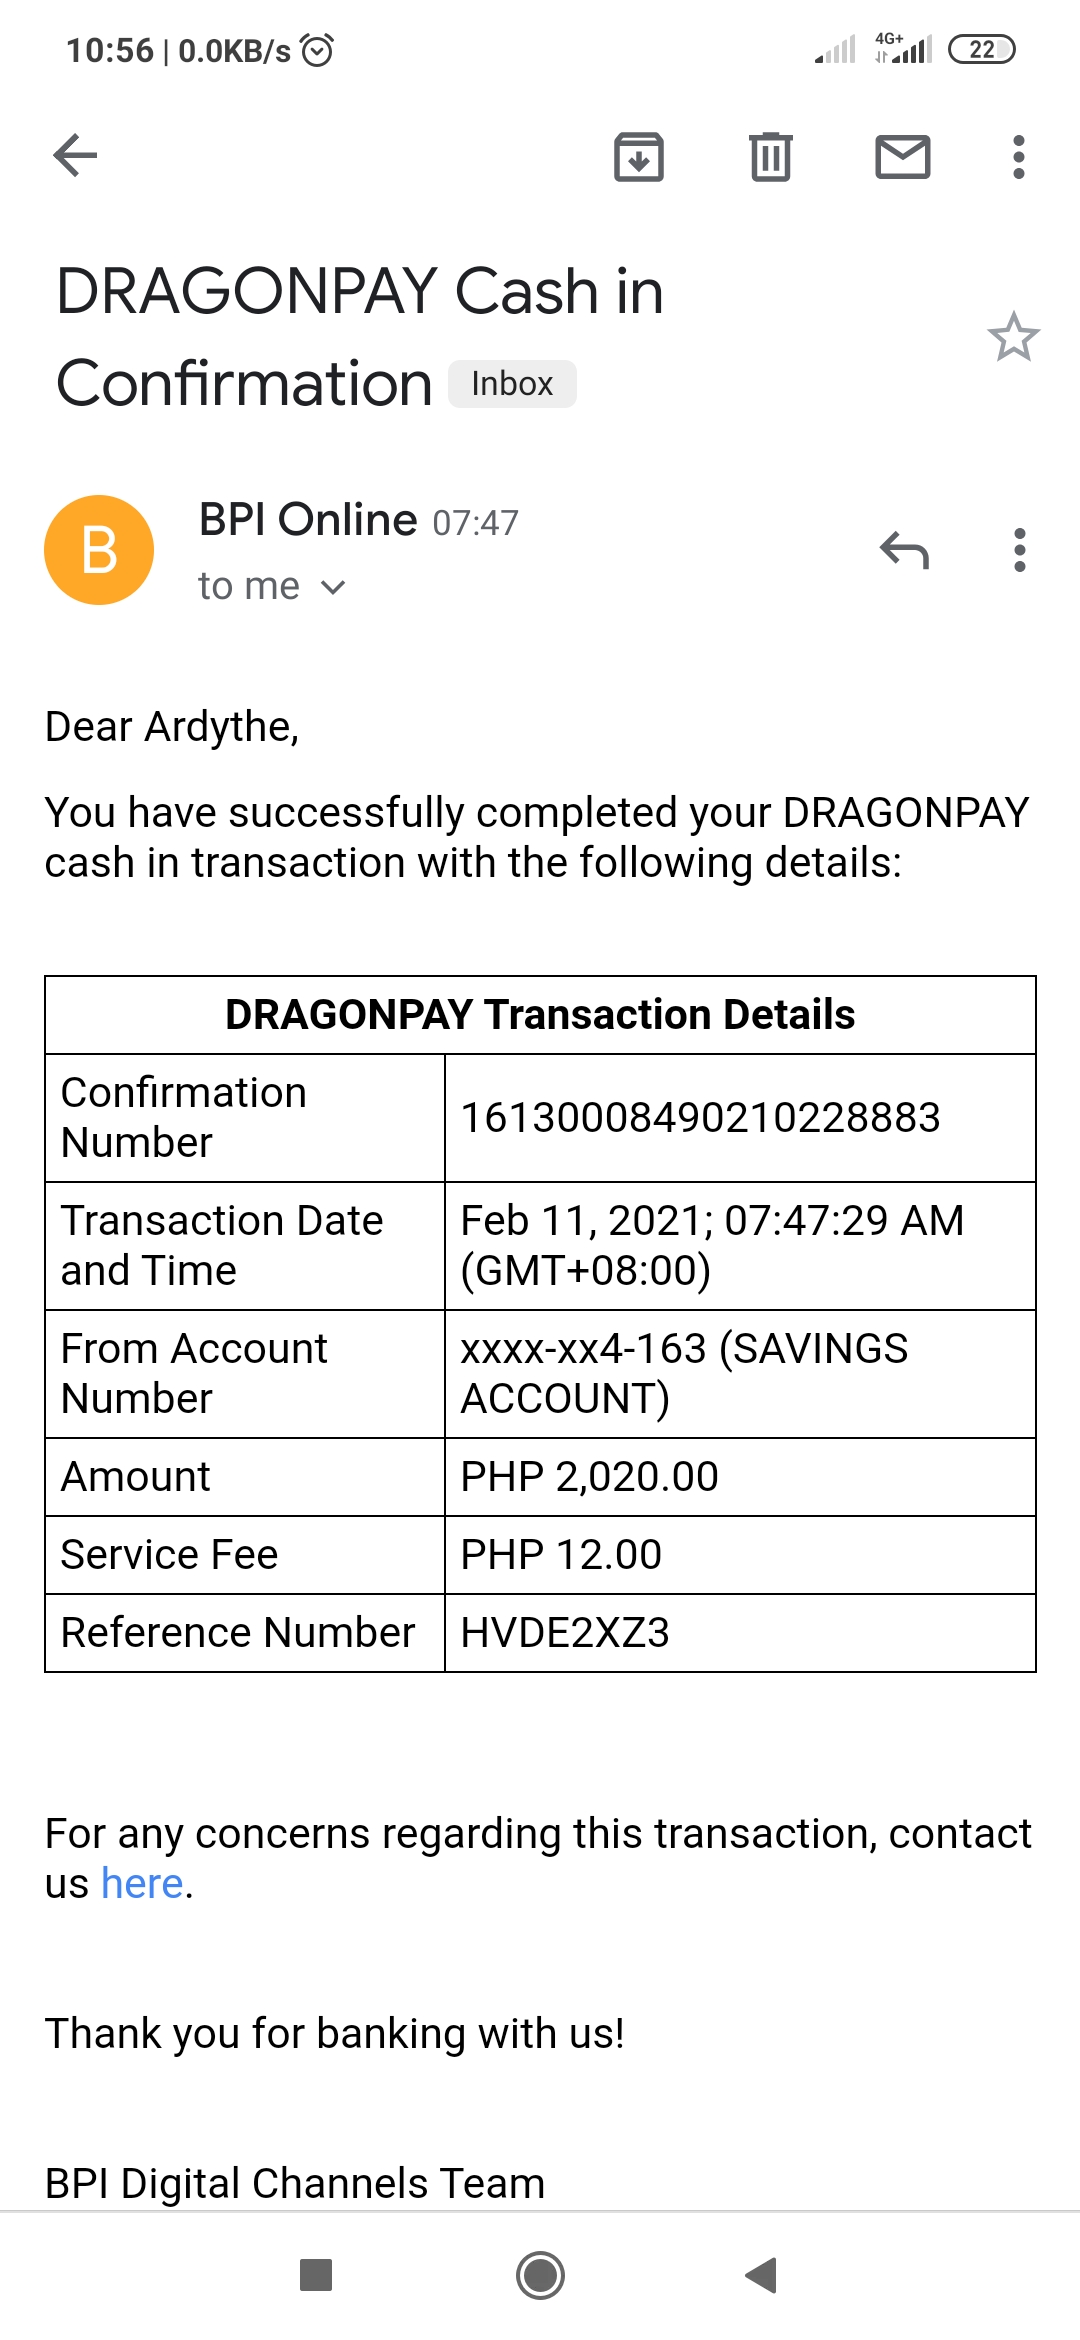 10:56 | 0.0KB/s
4G+
22
DRAGONPAY Cash in
Confirmation Inbox
B
BPI Online 07:47
to me
Dear Ardythe,
You have successfully completed your DRAGONPAY
cash in transaction with the following details:
DRAGONPAY Transaction Details
Confirmation
Number
16130008490210228883
Transaction Date
and Time
Feb 11, 2021; 07:47:29 AM
(GMT+08:00)
From Account
Number
xxxx-xx4-163 (SAVINGS
ACCOUNT)
Amount
PHP 2,020.00
Service Fee
PHP 12.00
Reference Number
HVDE2XZ3
For any concerns regarding this transaction, contact
us here.
Thank you for banking with us!
BPI Digital Channels Team